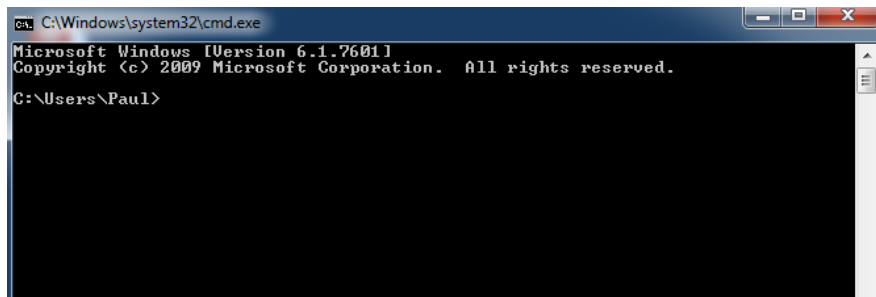 C:\Windows\system32\cmd.exe
Microsoft Windows [Version 6.1.7601]
Copyright (c) 2009 Microsoft Corporation.  All rights reserved.
C:\Users\Paul>